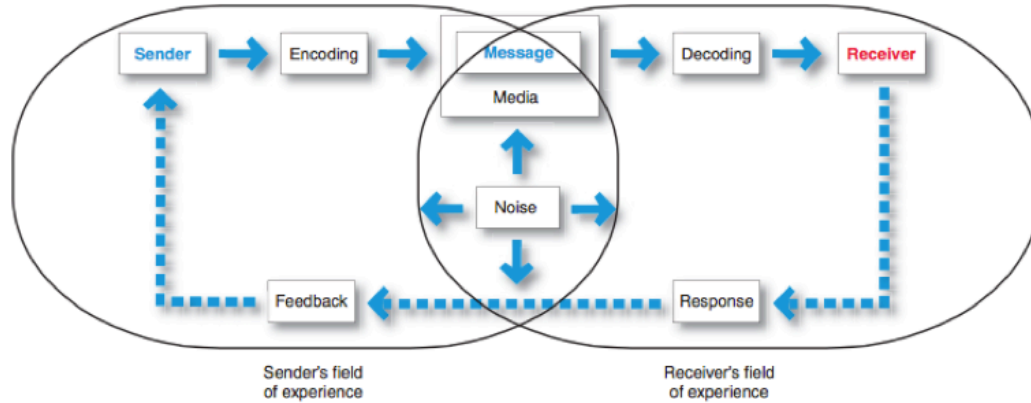 Sender
Encoding
Message
Media
Decoding
Receiver
Noise
Feedback
Response
Sender's field
of experience
Receiver's field
of experience